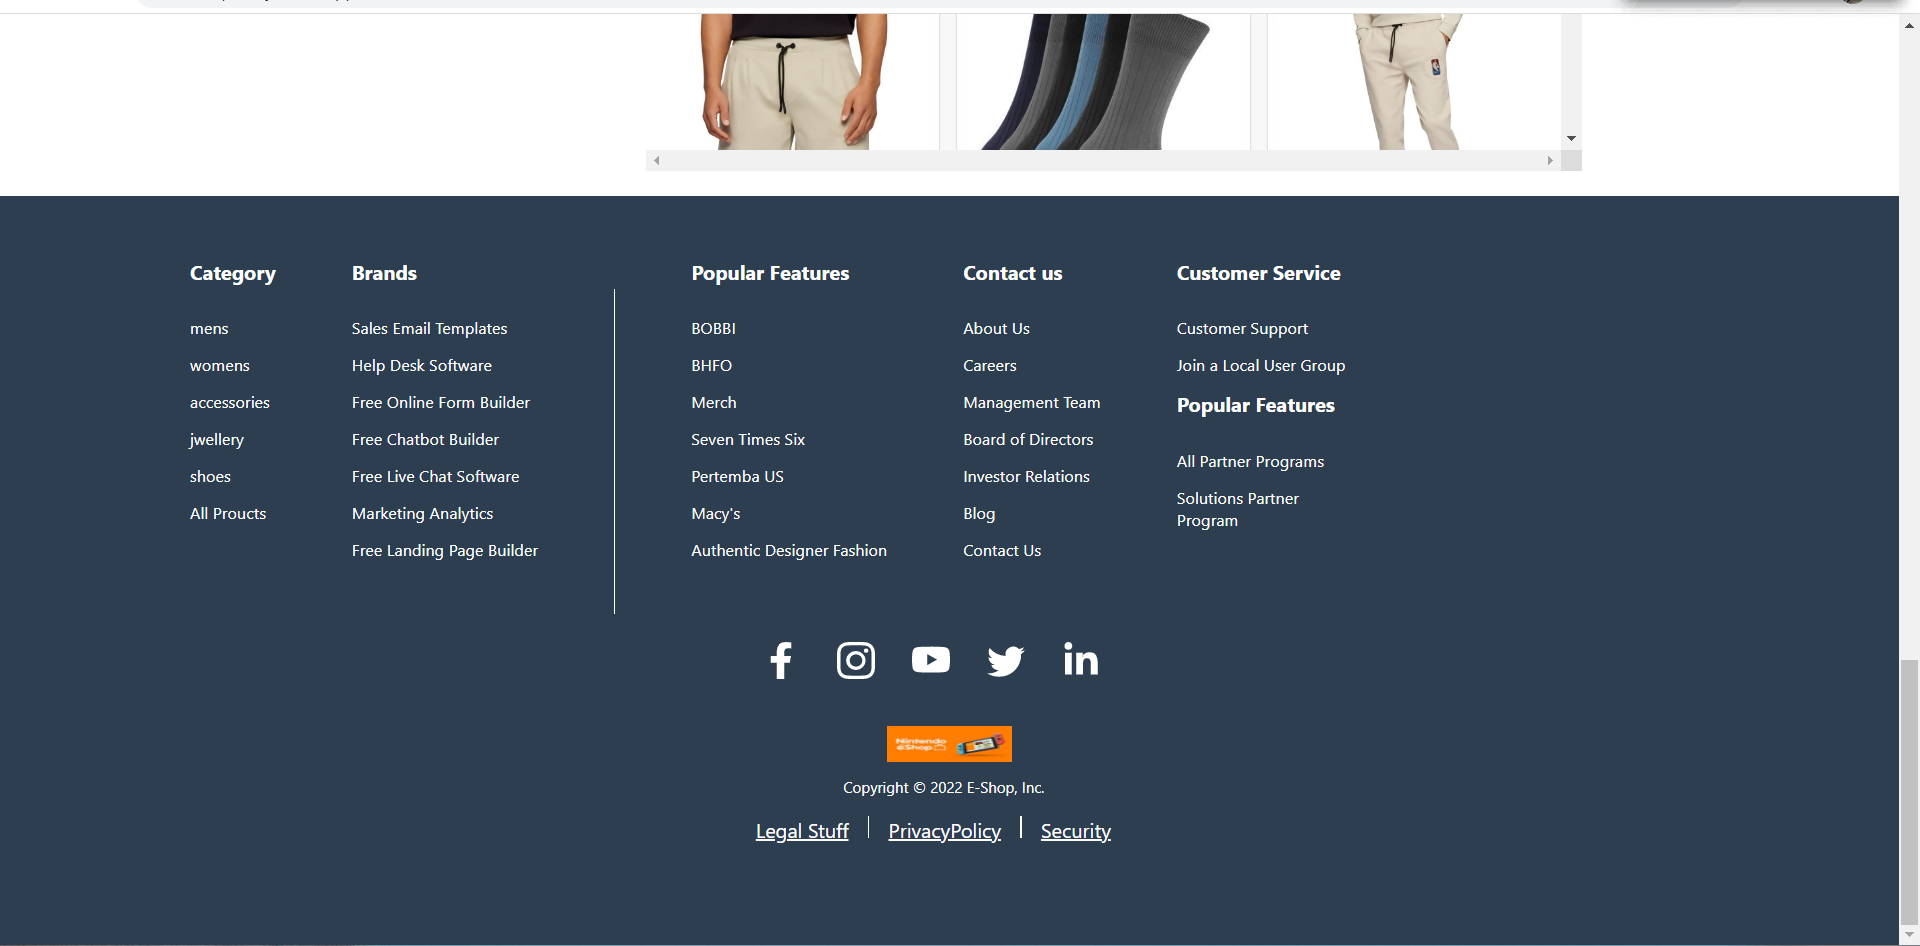 Category
mens
womens
accessories
jwellery
shoes
All Proucts
Brands
Sales Email Templates
Help Desk Software
Free Online Form Builder
Free Chatbot Builder
Free Live Chat Software
Marketing Analytics
Free Landing Page Builder
Popular Features
BOBBI
BHFO
Merch
Seven Times Six
Pertemba US
Macy's
Authentic Designer Fashion
Contact us
About Us
Careers
Management Team
Board of Directors
Investor Relations
Blog
Contact Us
Customer Service
Customer Support
Join a Local User Group
Popular Features
All Partner Programs
Solutions Partner
Program
Nintendo
eShop
Copyright © 2022 E-Shop, Inc.
Legal Stuff
PrivacyPolicy
Security